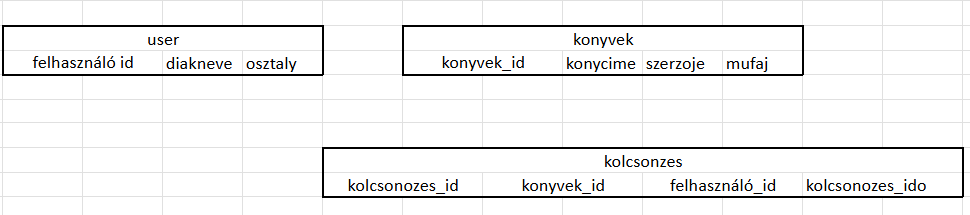 user
felhasználó id diakneve osztaly
konyvek
konyvek_id konycime szerzoje mufaj
kolcsonzes
kolcsonozes_id konyvek_id felhasználó_id kolcsonozes_ido